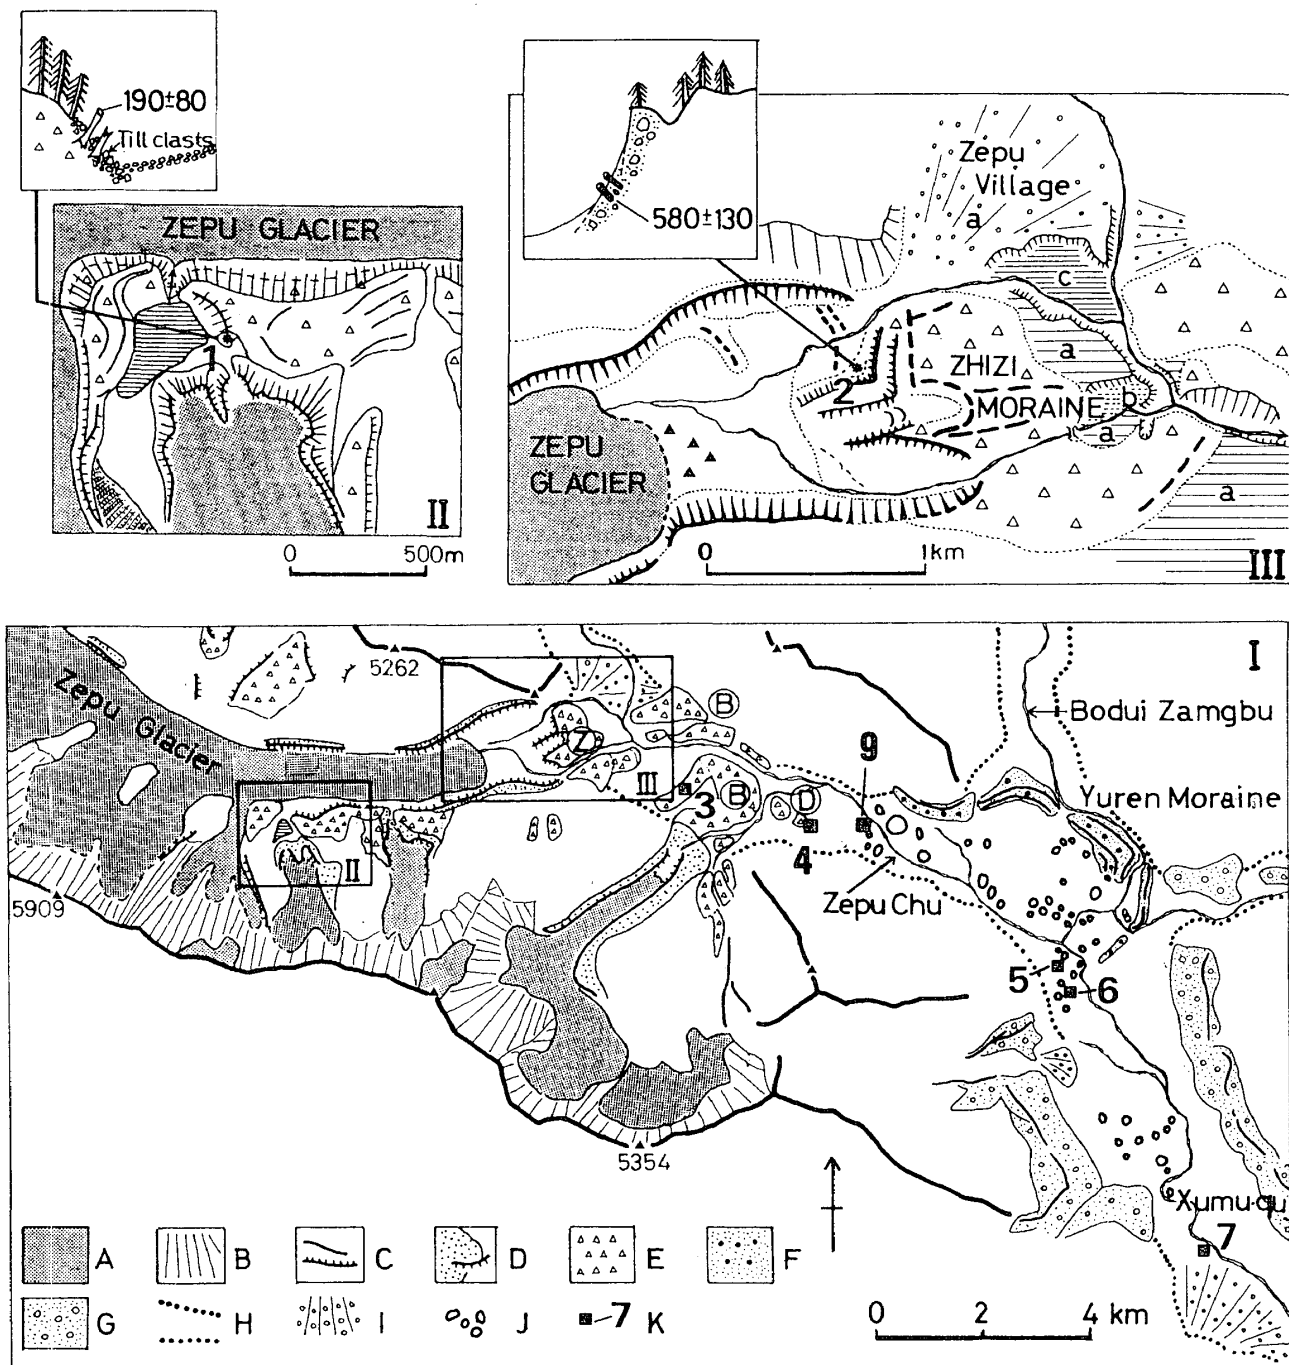 190±80
Till clasts
ZEPU GLACIER
1
II
0 500m
580±130
Zepu
Village
a
c
ZHIZI
a
2
MORAINE
b
a
ZEPU
GLACIER
a
0 1km
III
I
5262
Zepu Glacier
B
Bodui Zamgbu
Z
9
III
B
D
Yuren Moraine
3
4
II
Zepu Chu
5909
5
6
5354
Xumu-qu
7
A B C D E F
G H I J 7 K
0 2 4 km